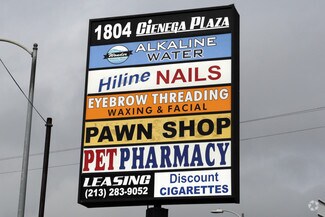 1804 CIENEGA PLAZA
ALKALINE
WATER
Hiline NAILS
EYEBROW THREADING
WAXING & FACIAL
PAWN SHOP
PET PHARMACY
LEASING
(213) 283-9052
Discount
CIGARETTES